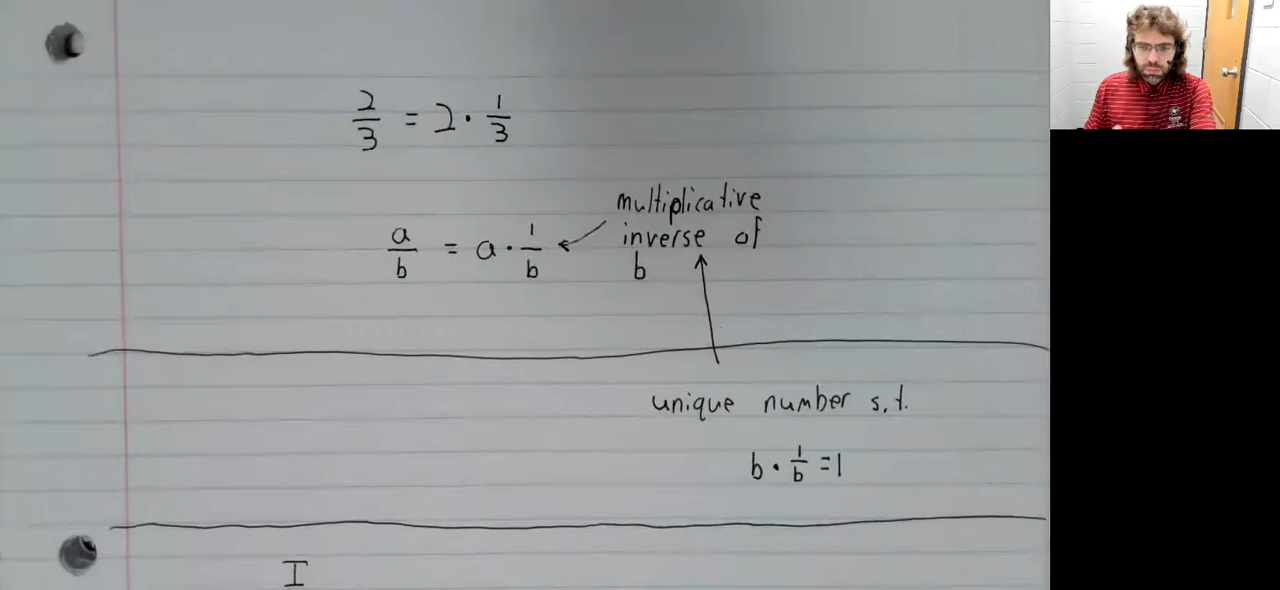 2/3 = 2 · 1/3
a/b = a · 1/b
multiplicative
inverse of
b
unique number s.t.
b · 1/b = 1
I